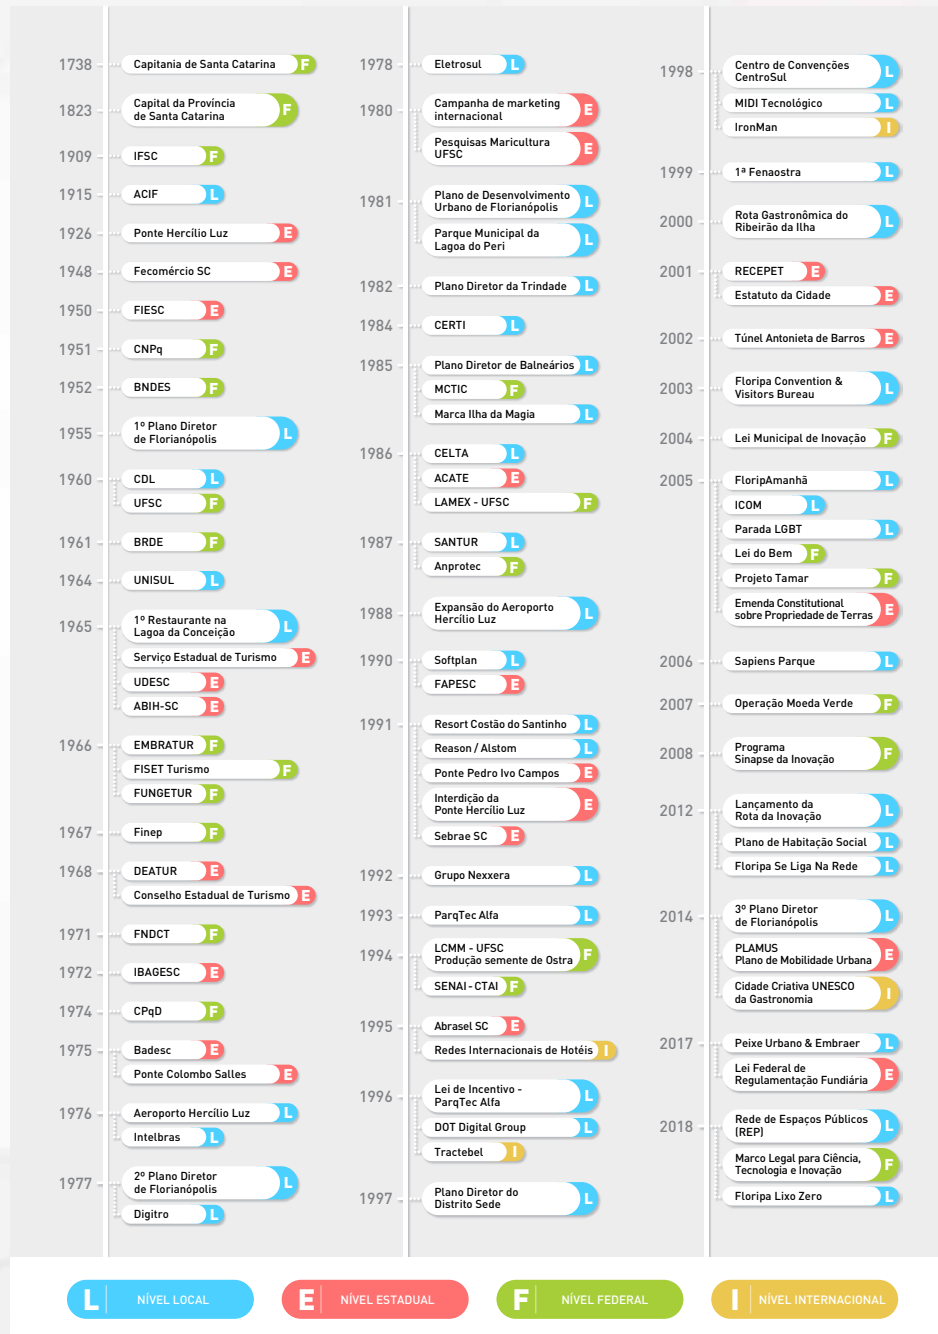 1738
Capitania de Santa Catarina F
1823
Capital da Província
de Santa Catarina F
1909
IFSC F
1915
ACIF L
1926
Ponte Hercílio Luz E
1948
Fecomércio SC E
1950
FIESC E
1951
CNPq F
1952
BNDES F
1955
1º Plano Diretor
de Florianópolis L
1960
CDL L
UFSC F
1961
BRDE F
1964
UNISUL L
1965
1º Restaurante na
Lagoa da Conceição L
Serviço Estadual de Turismo E
UDESC E
ABIH-SC E
1966
EMBRATUR F
FISET Turismo F
FUNGETUR F
1967
Finep F
1968
DEATUR E
Conselho Estadual de Turismo E
1971
FNDCT F
1972
IBAGESC E
1974
CPqD F
1975
Badesc E
Ponte Colombo Salles E
1976
Aeroporto Hercílio Luz L
Intelbras L
1977
2º Plano Diretor
de Florianópolis L
Digitro L
1978
Eletrosul L
1980
Campanha de marketing
internacional E
Pesquisas Maricultura
UFSC E
1981
Plano de Desenvolvimento
Urbano de Florianópolis L
Parque Municipal da
Lagoa do Peri L
1982
Plano Diretor da Trindade L
1984
CERTI L
1985
Plano Diretor de Balneários L
MCTIC F
Marca Ilha da Magia L
1986
CELTA L
ACATE E
LAMEX - UFSC F
1987
SANTUR L
Anprotec F
1988
Expansão do Aeroporto
Hercílio Luz L
1990
Softplan L
FAPESC E
1991
Resort Costão do Santinho L
Reason / Alstom L
Ponte Pedro Ivo Campos E
Interdição da
Ponte Hercílio Luz E
Sebrae SC E
1992
Grupo Nexxera L
1993
ParqTec Alfa L
1994
LCMM - UFSC
Produção semente de Ostra F
SENAI - CTAI F
1995
Abrasel SC E
Redes Internacionais de Hotéis I
1996
Lei de Incentivo -
ParqTec Alfa L
DOT Digital Group L
Tractebel I
1997
Plano Diretor do
Distrito Sede L
1998
Centro de Convenções
CentroSul L
MIDI Tecnológico L
IronMan I
1999
1ª Fenaostra L
2000
Rota Gastronômica do
Ribeirão da Ilha L
2001
RECEPET E
Estatuto da Cidade E
2002
Túnel Antonieta de Barros E
2003
Floripa Convention &
Visitors Bureau L
2004
Lei Municipal de Inovação F
2005
FloripAmanhã L
ICOM L
Parada LGBT L
Lei do Bem F
Projeto Tamar F
Emenda Constitutional
sobre Propriedade de Terras E
2006
Sapiens Parque L
2007
Operação Moeda Verde F
2008
Programa
Sinapse da Inovação F
2012
Lançamento da
Rota da Inovação L
Plano de Habitação Social L
Floripa Se Liga Na Rede L
2014
3º Plano Diretor
de Florianópolis L
PLAMUS
Plano de Mobilidade Urbana E
Cidade Criativa UNESCO
da Gastronomia I
2017
Peixe Urbano & Embraer L
Lei Federal de
Regulamentação Fundiária E
2018
Rede de Espaços Públicos
(REP) L
Marco Legal para Ciência,
Tecnologia e Inovação F
Floripa Lixo Zero L
L NÍVEL LOCAL
E NÍVEL ESTADUAL
F NÍVEL FEDERAL
I NÍVEL INTERNACIONAL